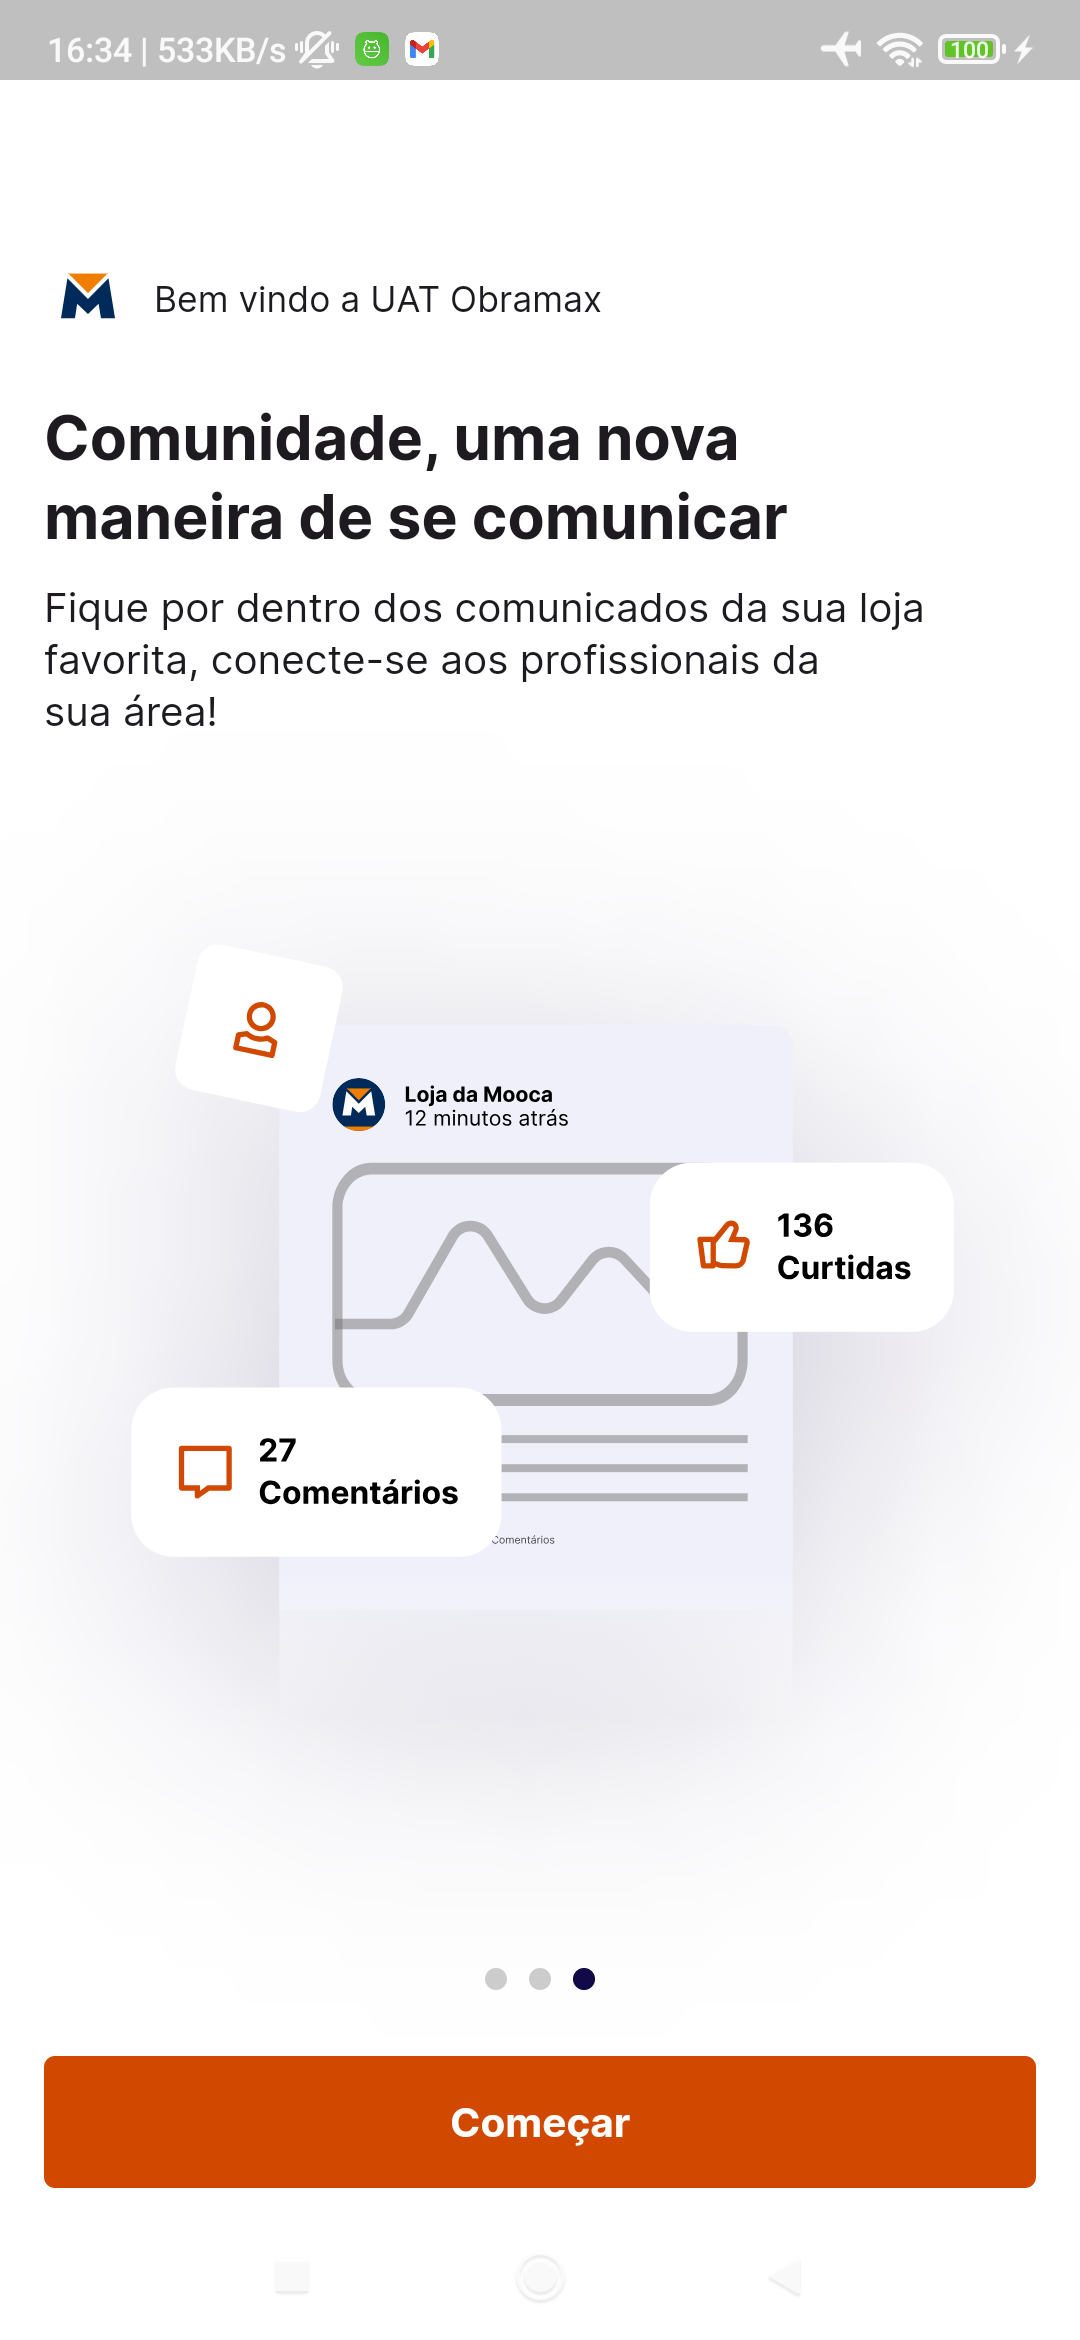 16:34 | 533KB/s
100
Bem vindo a UAT Obramax
Comunidade, uma nova
maneira de se comunicar
Fique por dentro dos comunicados da sua loja
favorita, conecte-se aos profissionais da
sua área!
Loja da Mooca
12 minutos atrás
136
Curtidas
27
Comentários
Comentários
Começar